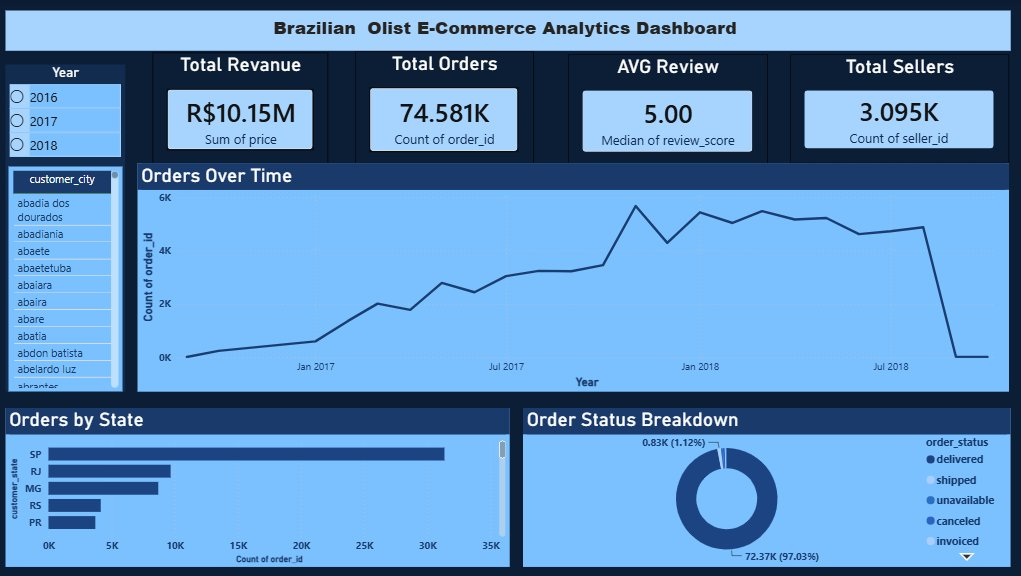 Brazilian  Olist E-Commerce Analytics Dashboard
Year
2016
2017
2018
Total Revanue
R$10.15M
Sum of price
Total Orders
74.581K
Count of order_id
AVG Review
5.00
Median of review_score
Total Sellers
3.095K
Count of seller_id
customer_city
abadia dos
dourados
abadiania
abaete
abaetetuba
abaiara
abaira
abare
abatia
abdon batista
abelardo luz
abrantes
Orders Over Time
Count of order_id
6K
4K
2K
0K
Jan 2017
Jul 2017
Jan 2018
Jul 2018
Year
Orders by State
customer_state
SP
RJ
MG
RS
PR
0K
5K
10K
15K
20K
25K
30K
35K
Count of order_id
Order Status Breakdown
0.83K (1.12%)
72.37K (97.03%)
order_status
delivered
shipped
unavailable
canceled
invoiced